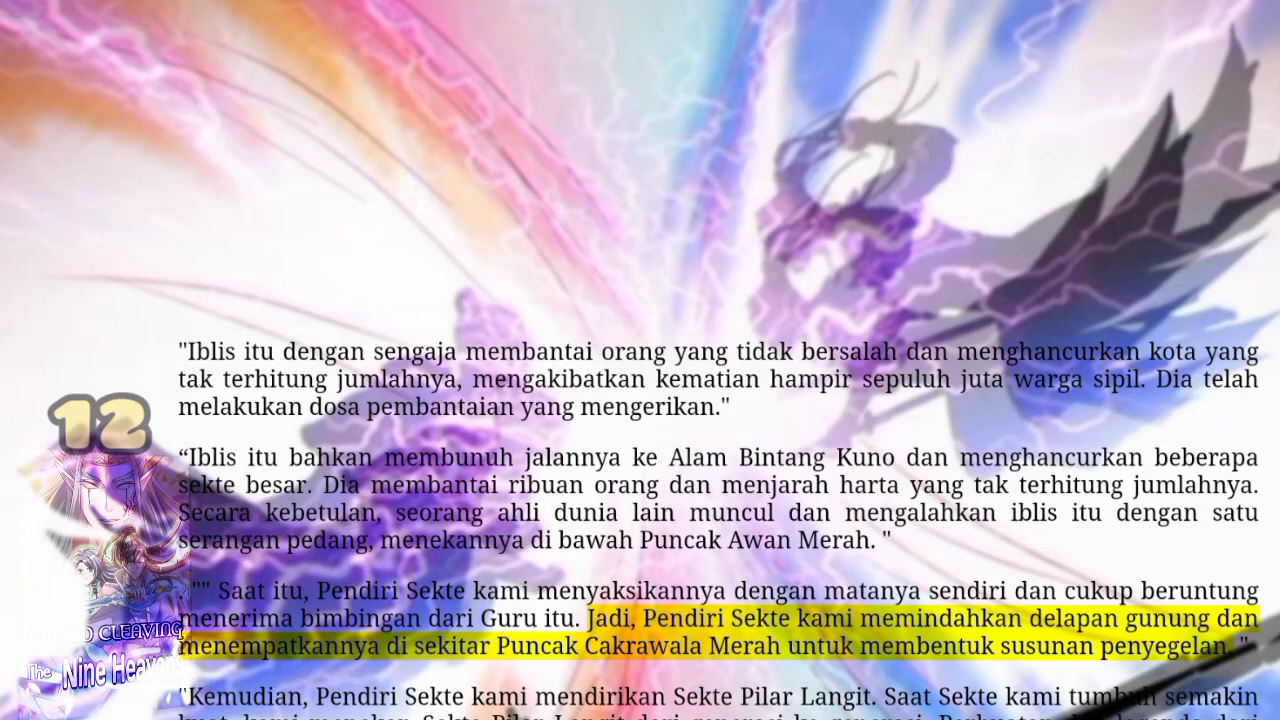 "Iblis itu dengan sengaja membantai orang yang tidak bersalah dan menghancurkan kota yang
tak terhitung jumlahnya, mengakibatkan kematian hampir sepuluh juta warga sipil. Dia telah
melakukan dosa pembantaian yang mengerikan."
“Iblis itu bahkan membunuh jalannya ke Alam Bintang Kuno dan menghancurkan beberapa
sekte besar. Dia membantai ribuan orang dan menjarah harta yang tak terhitung jumlahnya.
Secara kebetulan, seorang ahli dunia lain muncul dan mengalahkan iblis itu dengan satu
serangan pedang, menekannya di bawah Puncak Awan Merah. "
"" Saat itu, Pendiri Sekte kami menyaksikannya dengan matanya sendiri dan cukup beruntung
menerima bimbingan dari Guru itu. Jadi, Pendiri Sekte kami memindahkan delapan gunung dan
menempatkannya di sekitar Puncak Cakrawala Merah untuk membentuk susunan penyegelan. "
"Kemudian, Pendiri Sekte kami mendirikan Sekte Pilar Langit. Saat Sekte kami tumbuh semakin
12
CLEAVING
The Nine Heavens